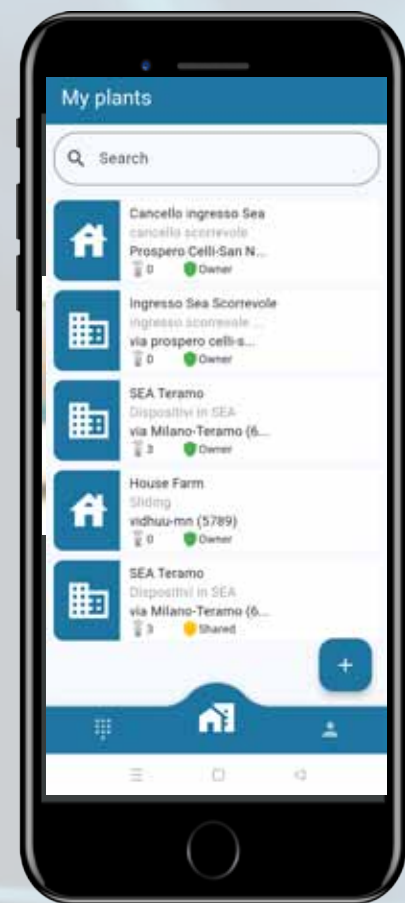 My plants
Search
Cancello ingresso Sea
cancello scorrevole
Prospero Celli-San N...
0 Owner
Ingresso Sea Scorrevole
ingresso scorrevole ...
via prospero celli-s...
0 Owner
SEA Teramo
Dispositivi in SEA
via Milano-Teramo (6...
3 Owner
House Farm
Sliding
vidhuu-mn (5789)
0 Owner
SEA Teramo
Dispositivi in SEA
via Milano-Teramo (6...
3 Shared
+